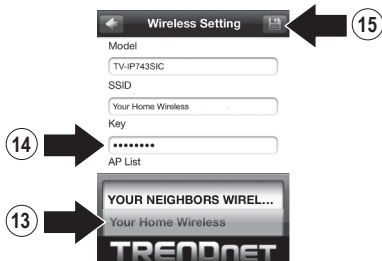 Wireless Setting
15
Model
TV-IP743SIC
SSID
Your Home Wireless
Key
••••••••
14
AP List
YOUR NEIGHBORS WIREL...
13
Your Home Wireless
TRENDNET